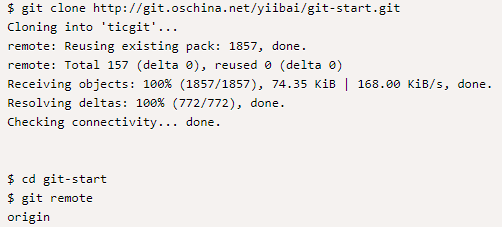 $ git clone http://git.oschina.net/yiibai/git-start.git
Cloning into 'ticgit'...
remote: Reusing existing pack: 1857, done.
remote: Total 157 (delta 0), reused 0 (delta 0)
Receiving objects: 100% (1857/1857), 74.35 KiB | 168.00 KiB/s, done.
Resolving deltas: 100% (772/772), done.
Checking connectivity... done.
$ cd git-start
$ git remote
origin